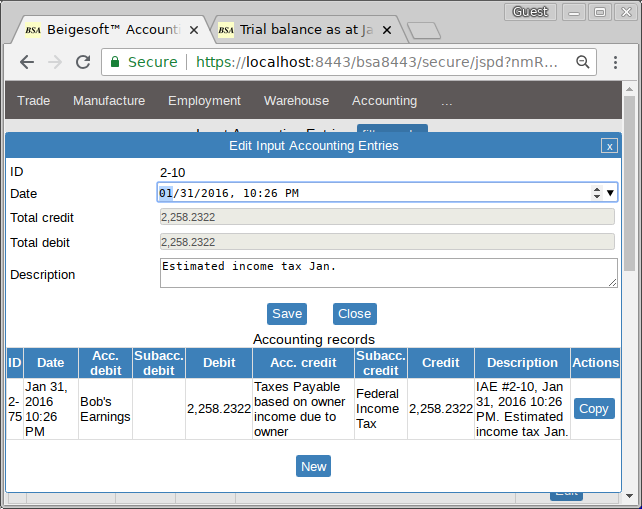 Guest
BSA Beigesoft™ Accounti
BSA Trial balance as at Ja
Secure https://localhost:8443/bsa8443/secure/jspd?nmR...
Trade Manufacture Employment Warehouse Accounting ...
Edit Input Accounting Entries x
ID 2-10
Date 01/31/2016, 10:26 PM
Total credit 2,258.2322
Total debit 2,258.2322
Description Estimated income tax Jan.
Save Close
Accounting records
ID Date Acc. debit Subacc. debit Debit Acc. credit Subacc. credit Credit Description Actions
2-75 Jan 31, 2016 10:26 PM Bob's Earnings 2,258.2322 Taxes Payable based on owner income due to owner Federal Income Tax 2,258.2322 IAE #2-10, Jan 31, 2016 10:26 PM. Estimated income tax Jan. Copy
New
Edit